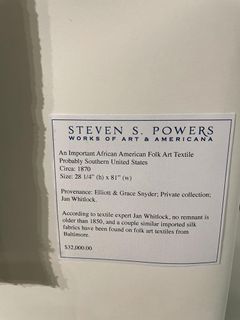 STEVEN S. POWERS
WORKS OF ART & AMERICANA
An Important African American Folk Art Textile
Probably Southern United States
Circa: 1870
Size: 28 1/4" (h) x 81" (w)
Provenance: Elliott & Grace Snyder; Private collection;
Jan Whitlock.
According to textile expert Jan Whitlock, no remnant is
older than 1850, and a couple similar imported silk
fabrics have been found on folk art textiles from
Baltimore.
$32,000.00